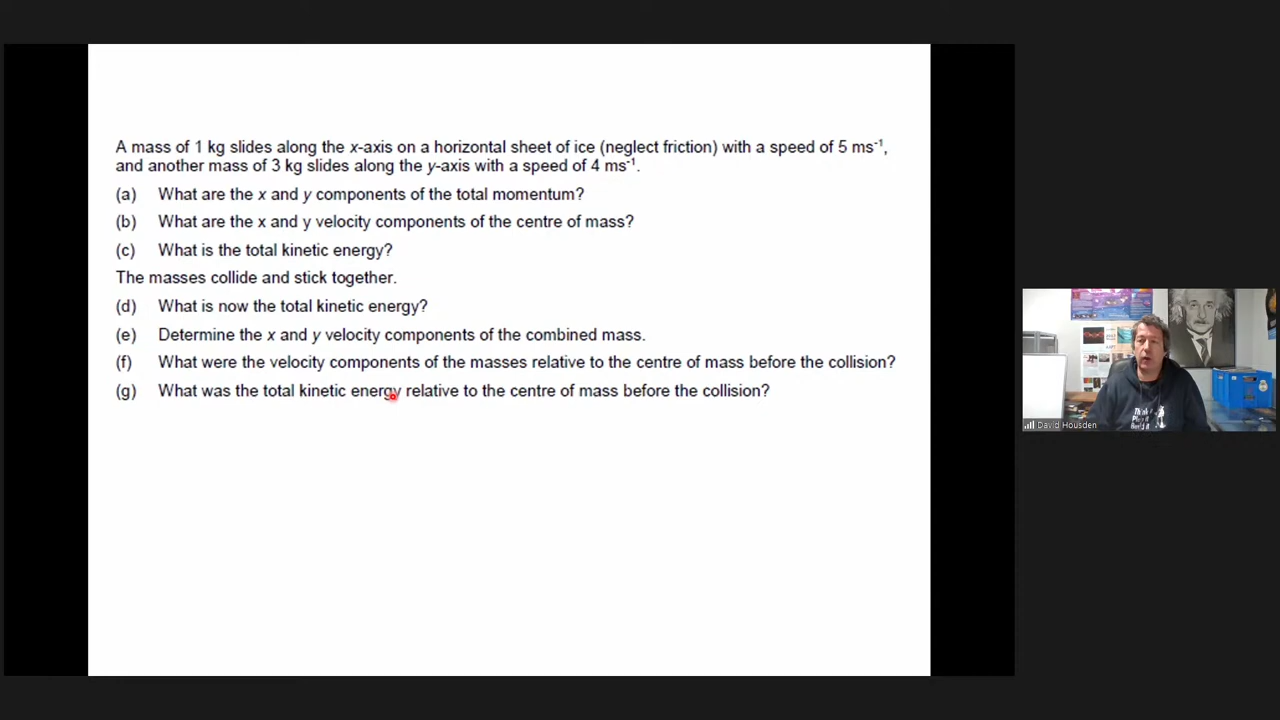 A mass of 1 kg slides along the x-axis on a horizontal sheet of ice (neglect friction) with a speed of 5 ms⁻¹,
and another mass of 3 kg slides along the y-axis with a speed of 4 ms⁻¹.
(a) What are the x and y components of the total momentum?
(b) What are the x and y velocity components of the centre of mass?
(c) What is the total kinetic energy?
The masses collide and stick together.
(d) What is now the total kinetic energy?
(e) Determine the x and y velocity components of the combined mass.
(f) What were the velocity components of the masses relative to the centre of mass before the collision?
(g) What was the total kinetic energy relative to the centre of mass before the collision?
David Housden